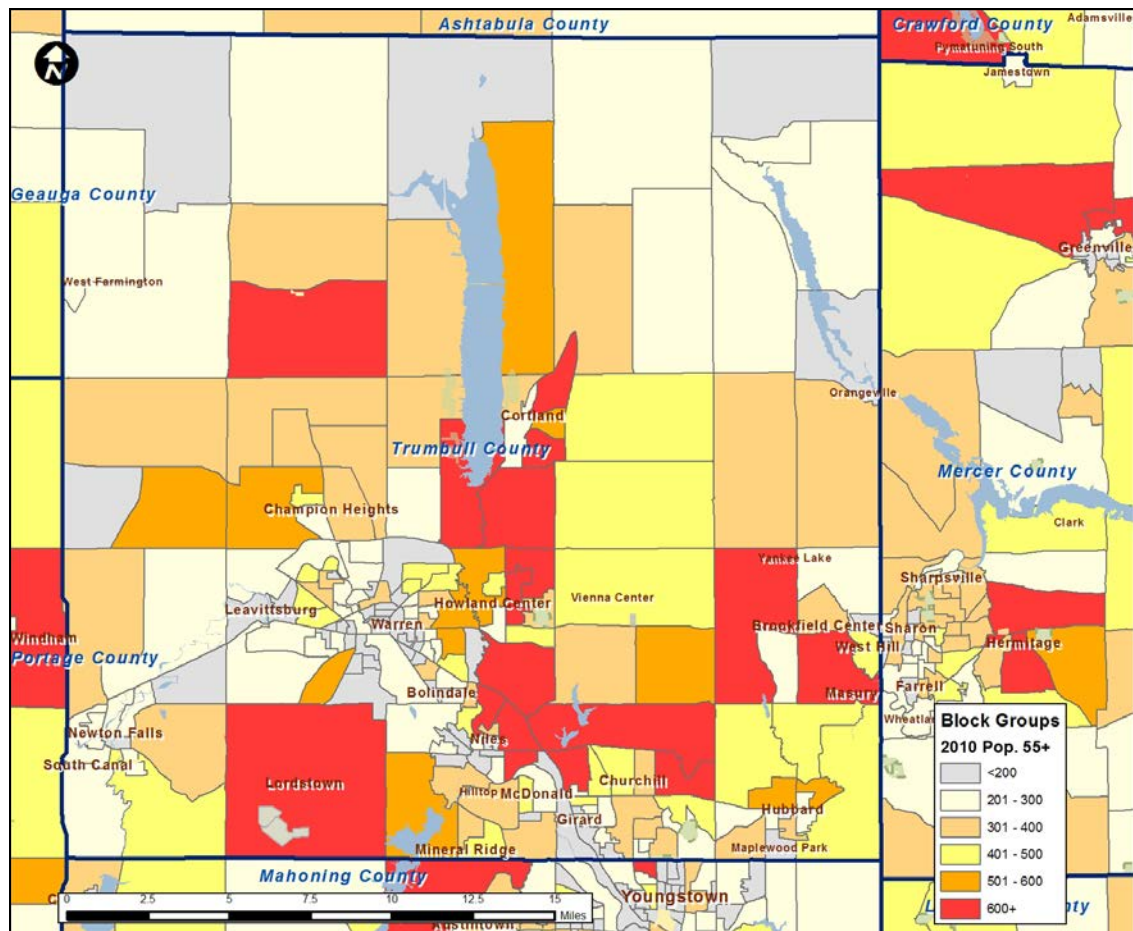 Ashtabula County
Crawford County
Adamsville
Pymatuning South
Jamestown
N
Geauga County
Greenville
West Farmington
Orangeville
Cortland
Trumbull County
Mercer County
Champion Heights
Clark
Yankee Lake
Sharpsville
Leavittsburg
Howland Center
Vienna Center
Warren
Brookfield Center
Sharon
Windham
West Hill
Hermitage
Portage County
Bolindale
Masury
Farrell
Newton Falls
Niles
South Canal
Lordstown
Churchill
Hilltop
McDonald
Hubbard
Girard
Mineral Ridge
Maplewood Park
Mahoning County
Youngstown
Austintown
0 2.5 5 7.5 10 12.5 15
Miles
Block Groups
2010 Pop. 55+
<200
201 - 300
301 - 400
401 - 500
501 - 600
600+